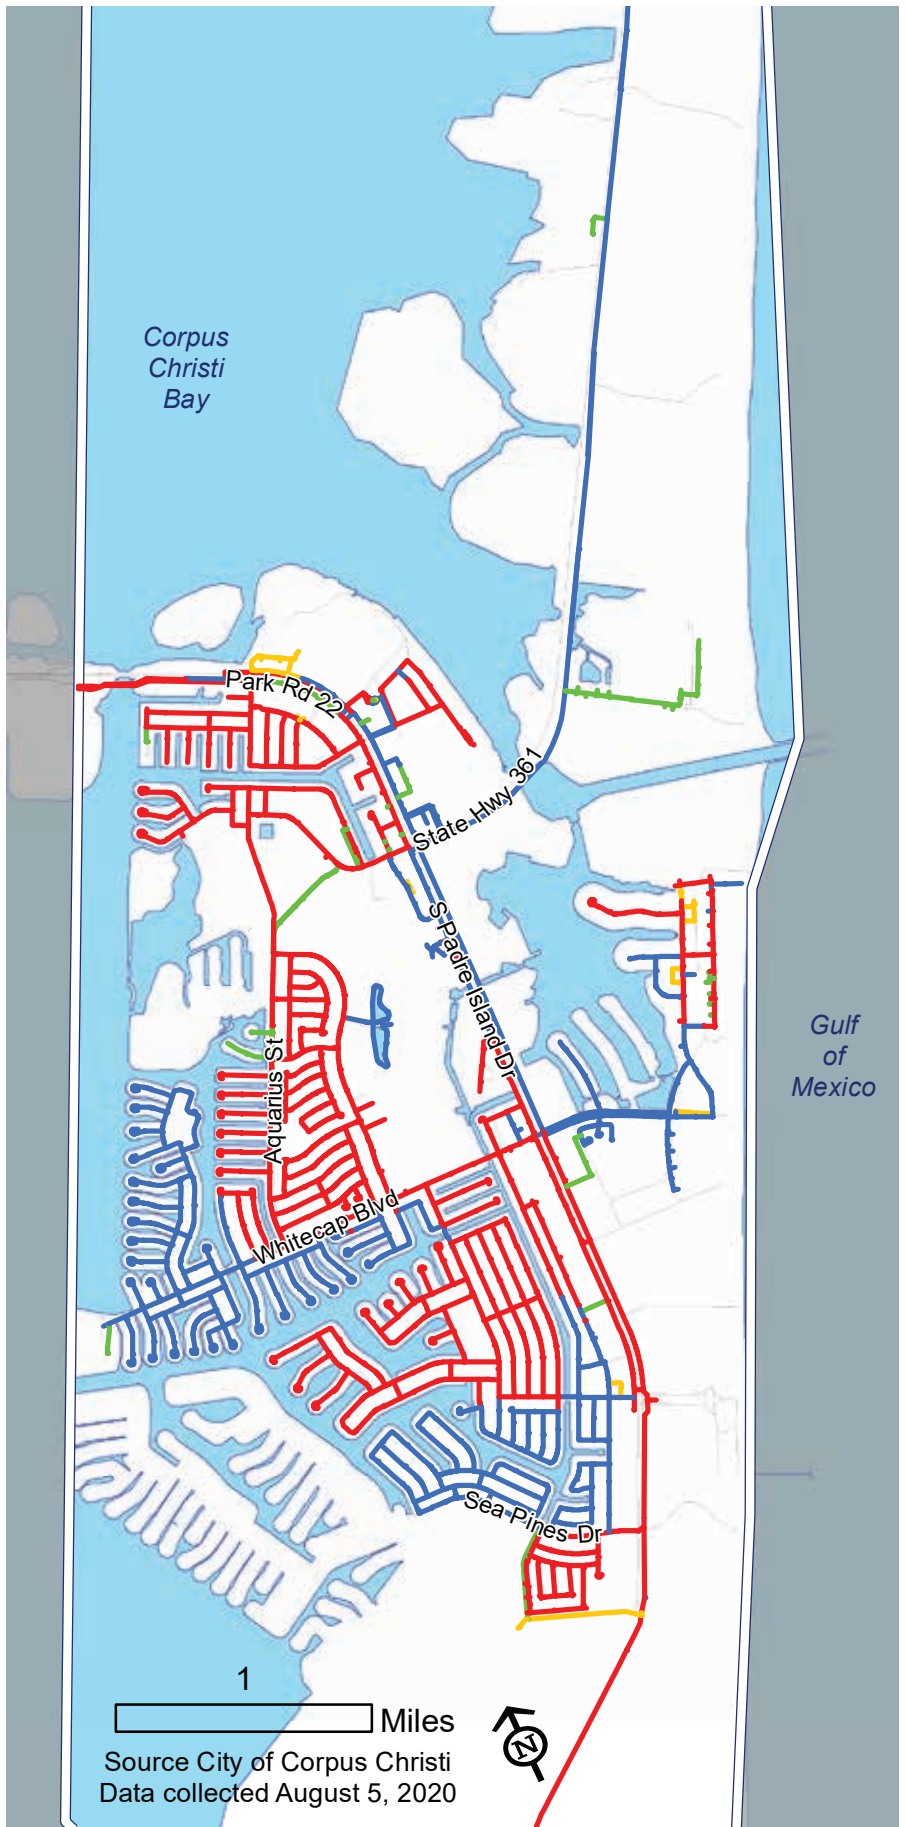 Corpus
Christi
Bay
Park Rd 22
State Hwy 361
S Padre Island Dr
Gulf
of
Mexico
Aquarius St
Whitecap Blvd
Sea Pines Dr
1
Miles
N
Source City of Corpus Christi
Data collected August 5, 2020